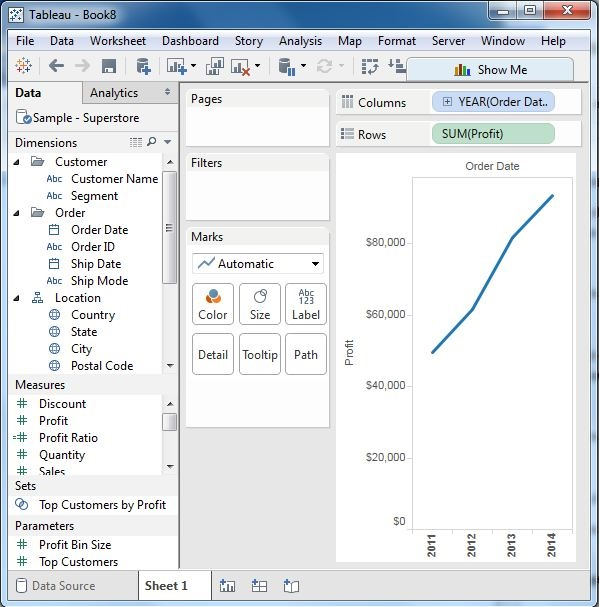 Tableau - Book8
File Data Worksheet Dashboard Story Analysis Map Format Server Window Help
Show Me
Data Analytics
Sample - Superstore
Dimensions
Customer
Abc Customer Name
Abc Segment
Order
Order Date
Abc Order ID
Ship Date
Abc Ship Mode
Location
Country
State
City
Postal Code
Measures
Discount
Profit
Profit Ratio
Quantity
Sales
Sets
Top Customers by Profit
Parameters
Profit Bin Size
Top Customers
Pages
Filters
Marks
Automatic
Abc
123
Color Size Label
Detail Tooltip Path
Columns YEAR(Order Dat..
Rows SUM(Profit)
Order Date
$80,000
$60,000
$40,000
$20,000
$0
Profit
2011 2012 2013 2014
Data Source Sheet 1